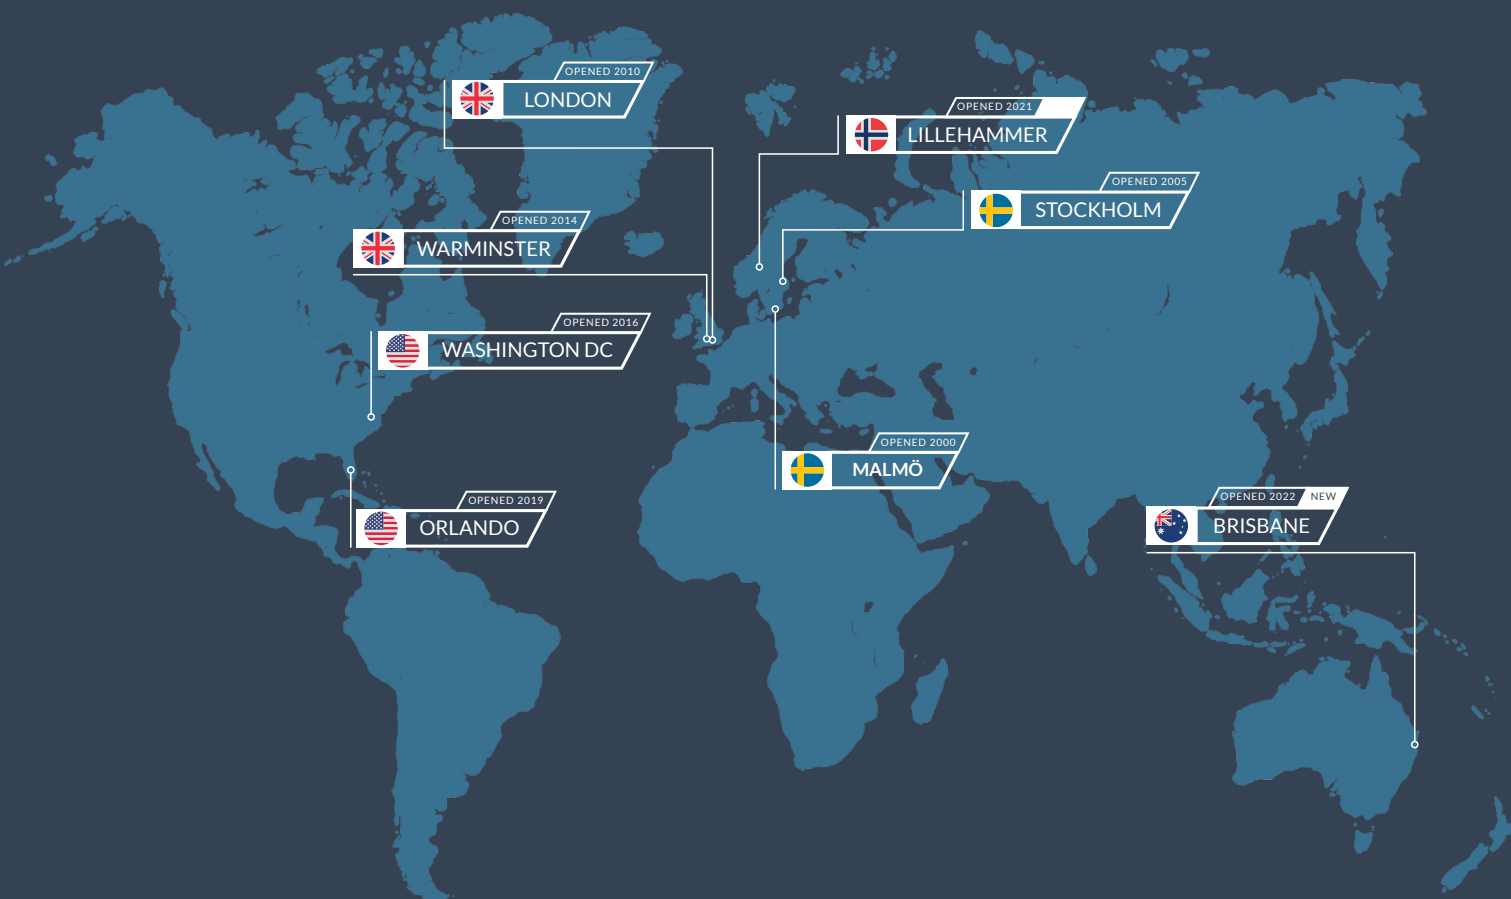 OPENED 2010
LONDON
OPENED 2021
LILLEHAMMER
OPENED 2005
STOCKHOLM
OPENED 2014
WARMINSTER
OPENED 2016
WASHINGTON DC
OPENED 2000
MALMÖ
OPENED 2019
ORLANDO
OPENED 2022 NEW
BRISBANE